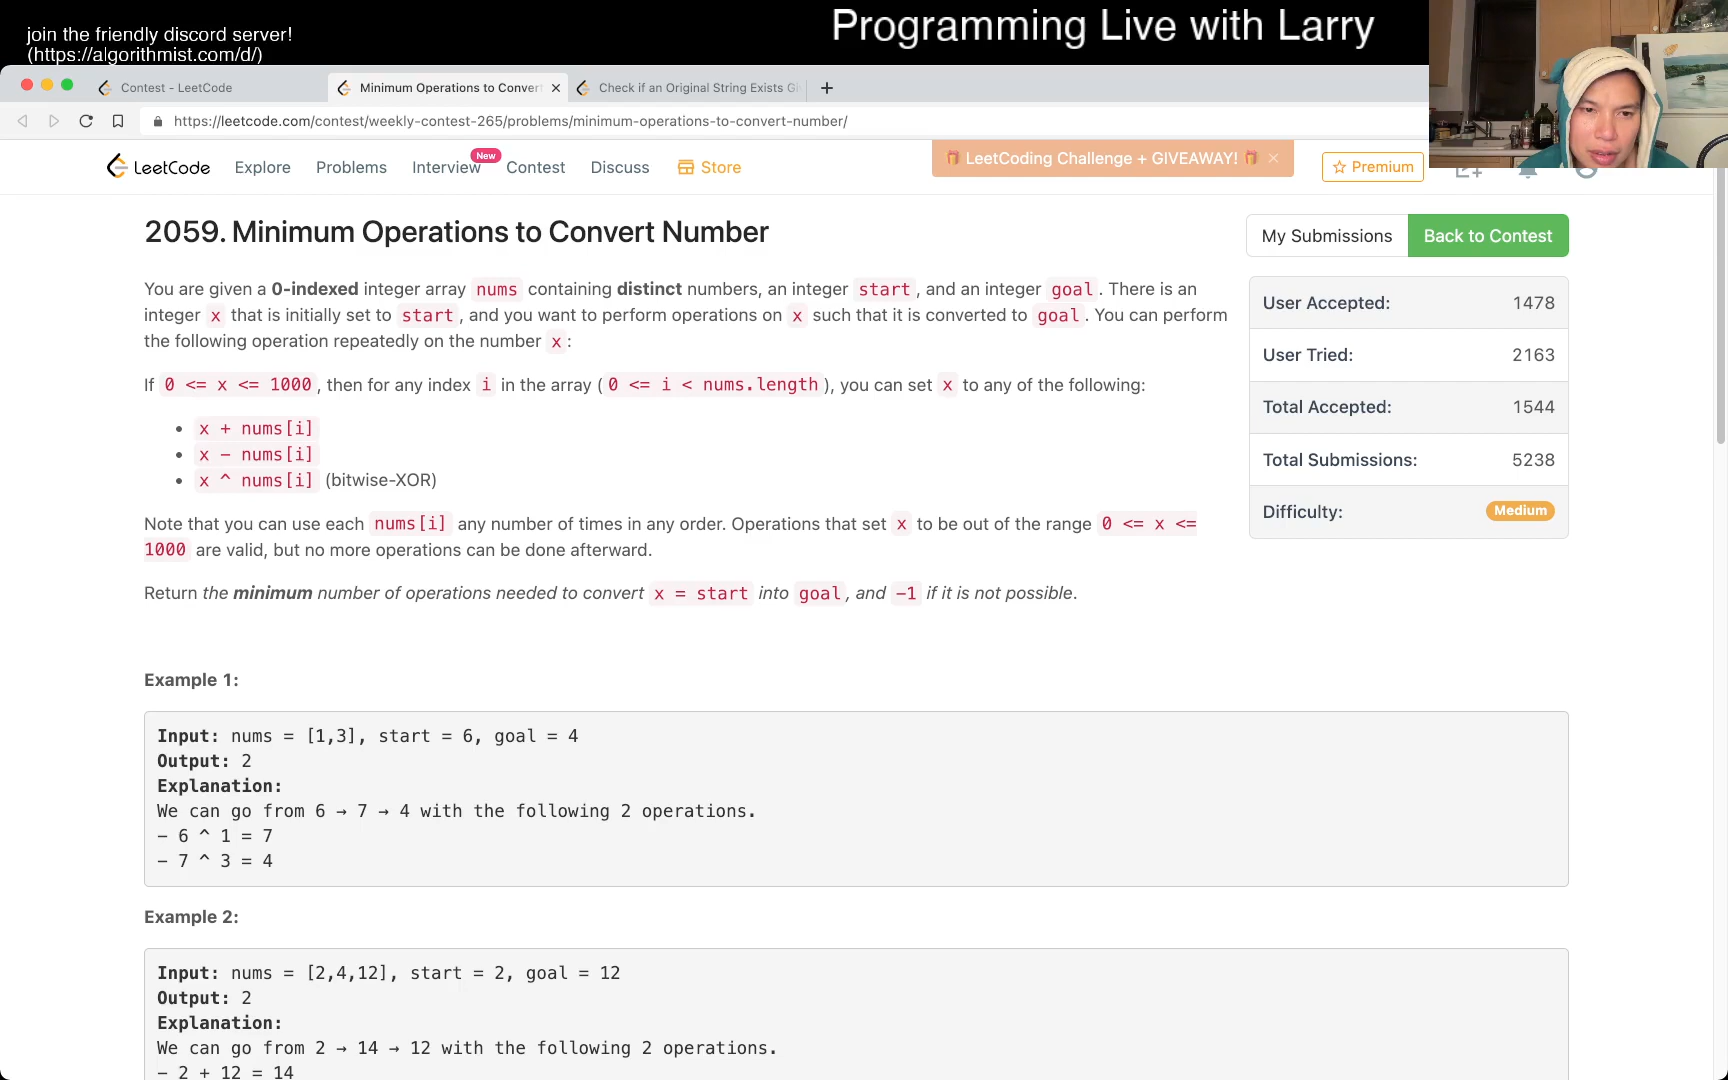 join the friendly discord server!
(https://algorithmist.com/d/)
Programming Live with Larry
Contest - LeetCode
Minimum Operations to Convert
Check if an Original String Exists Gi
https://leetcode.com/contest/weekly-contest-265/problems/minimum-operations-to-convert-number/
LeetCode
Explore
Problems
Interview
New
Contest
Discuss
Store
LeetCoding Challenge + GIVEAWAY!
Premium
2059. Minimum Operations to Convert Number
My Submissions
Back to Contest
You are given a 0-indexed integer array nums containing distinct numbers, an integer start, and an integer goal. There is an
integer x that is initially set to start, and you want to perform operations on x such that it is converted to goal. You can perform
the following operation repeatedly on the number x:
If 0 <= x <= 1000, then for any index i in the array (0 <= i < nums.length), you can set x to any of the following:
• x + nums[i]
• x - nums[i]
• x ^ nums[i] (bitwise-XOR)
Note that you can use each nums[i] any number of times in any order. Operations that set x to be out of the range 0 <= x <=
1000 are valid, but no more operations can be done afterward.
Return the minimum number of operations needed to convert x = start into goal, and -1 if it is not possible.
User Accepted: 1478
User Tried: 2163
Total Accepted: 1544
Total Submissions: 5238
Difficulty: Medium
Example 1:
Input: nums = [1,3], start = 6, goal = 4
Output: 2
Explanation:
We can go from 6 → 7 → 4 with the following 2 operations.
- 6 ^ 1 = 7
- 7 ^ 3 = 4
Example 2:
Input: nums = [2,4,12], start = 2, goal = 12
Output: 2
Explanation:
We can go from 2 → 14 → 12 with the following 2 operations.
- 2 + 12 = 14